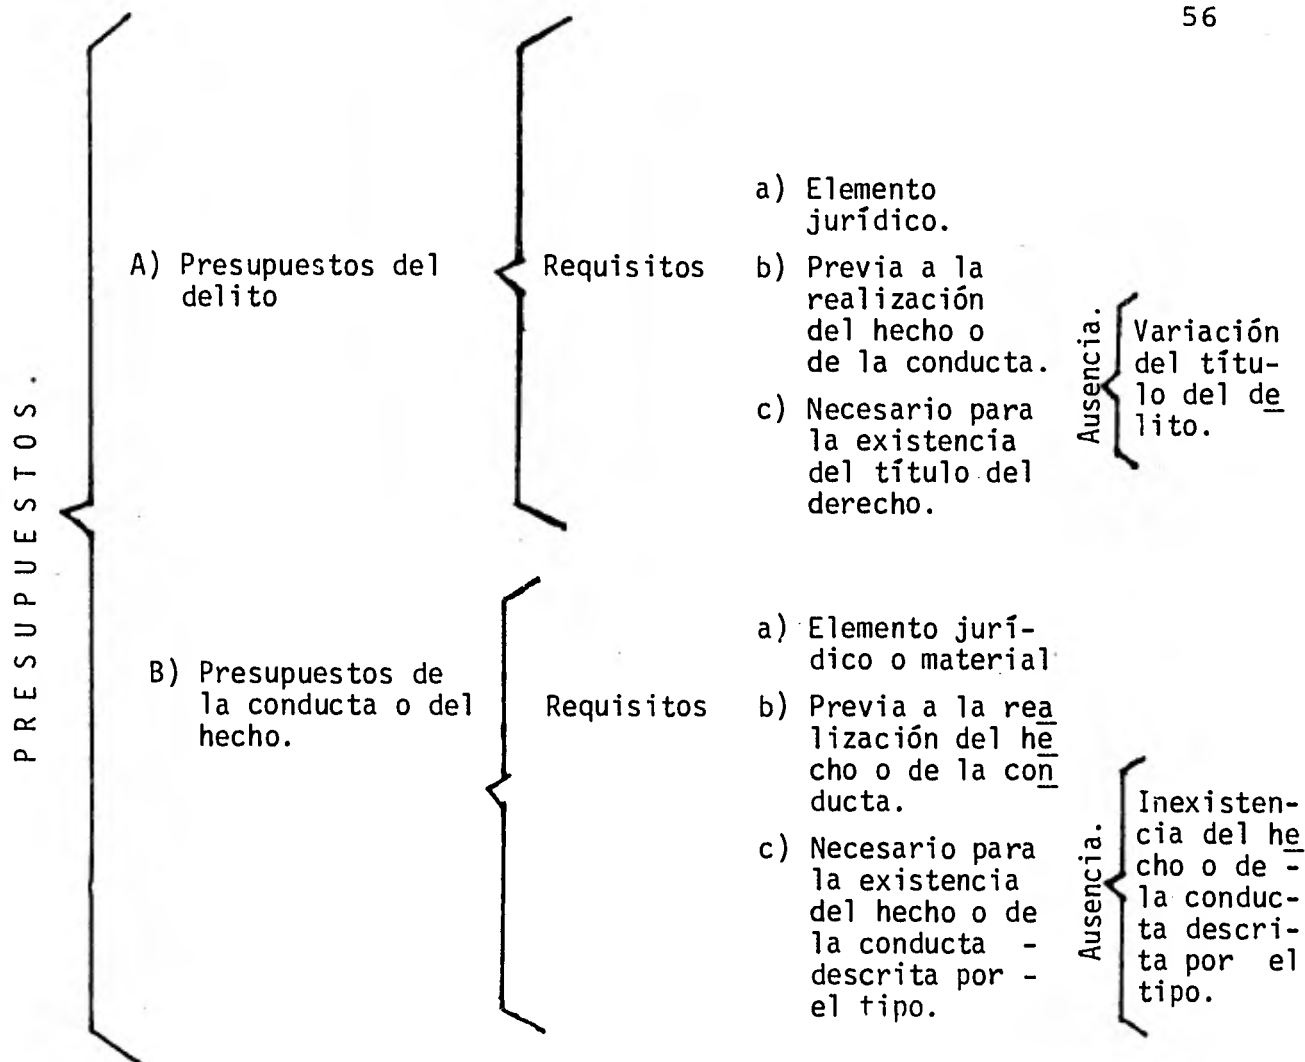 56
PRESUPUESTOS.
A) Presupuestos del
delito
Requisitos
a) Elemento
jurídico.
b) Previa a la
realización
del hecho o
de la conducta.
c) Necesario para
la existencia
del título del
derecho.
Ausencia.
Variación
del títu-
lo del de
lito.
B) Presupuestos de
la conducta o del
hecho.
Requisitos
a) Elemento jurí-
dico o material
b) Previa a la rea
lización del he
cho o de la con
ducta.
c) Necesario para
la existencia
del hecho o de
la conducta -
descrita por -
el tipo.
Ausencia.
Inexisten-
cia del he
cho o de -
la conduc-
ta descri-
ta por el
tipo.